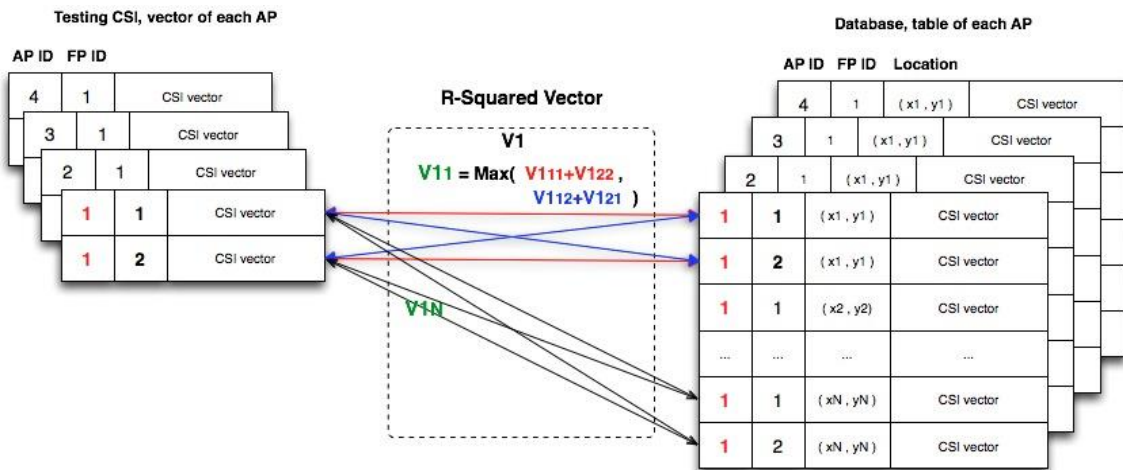 Testing CSI, vector of each AP
AP ID FP ID
4 1 CSI vector
3 1 CSI vector
2 1 CSI vector
1 1 CSI vector
1 2 CSI vector
R-Squared Vector
V1
V11 = Max( V111+V122 ,
V112+V121 )
V1N
Database, table of each AP
AP ID FP ID Location
4 1 (x1 , y1) CSI vector
3 1 (x1 , y1) CSI vector
2 1 (x1 , y1) CSI vector
1 1 (x1 , y1) CSI vector
1 2 (x1 , y1) CSI vector
1 1 (x2 , y2) CSI vector
... ... ... ...
1 1 (xN , yN) CSI vector
1 2 (xN , yN) CSI vector